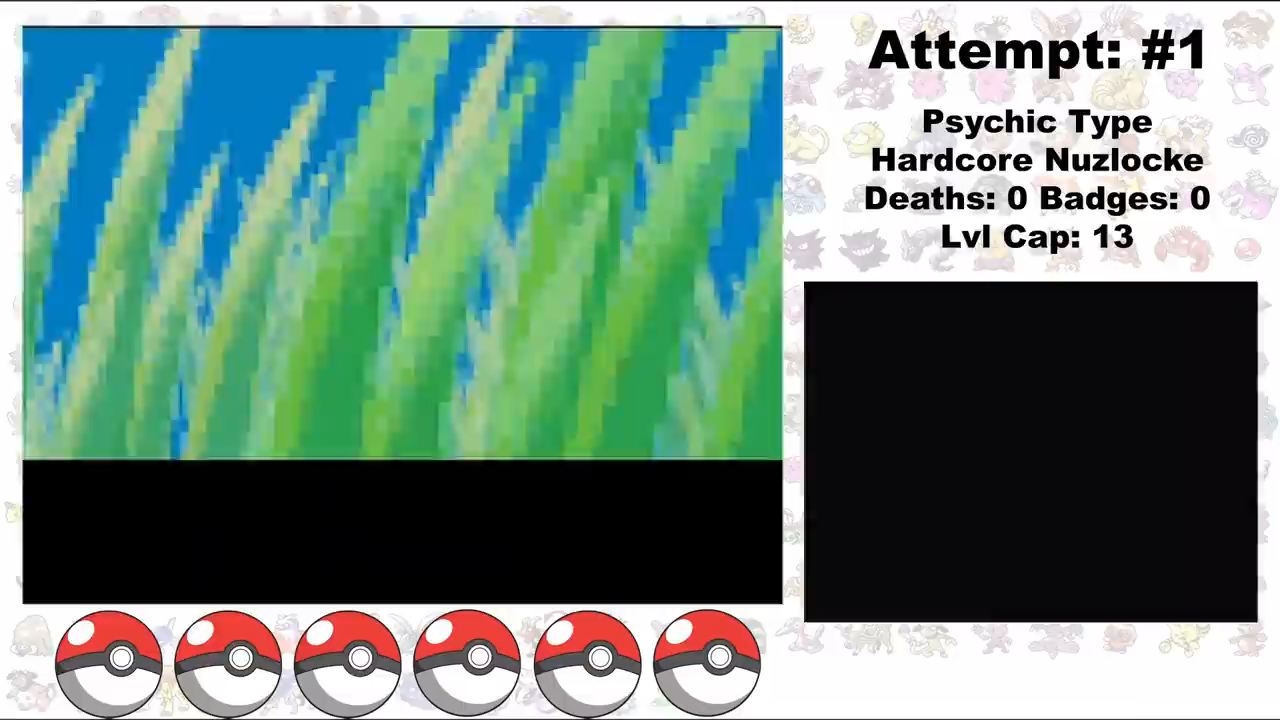 Attempt: #1
Psychic Type
Hardcore Nuzlocke
Deaths: 0 Badges: 0
Lvl Cap: 13